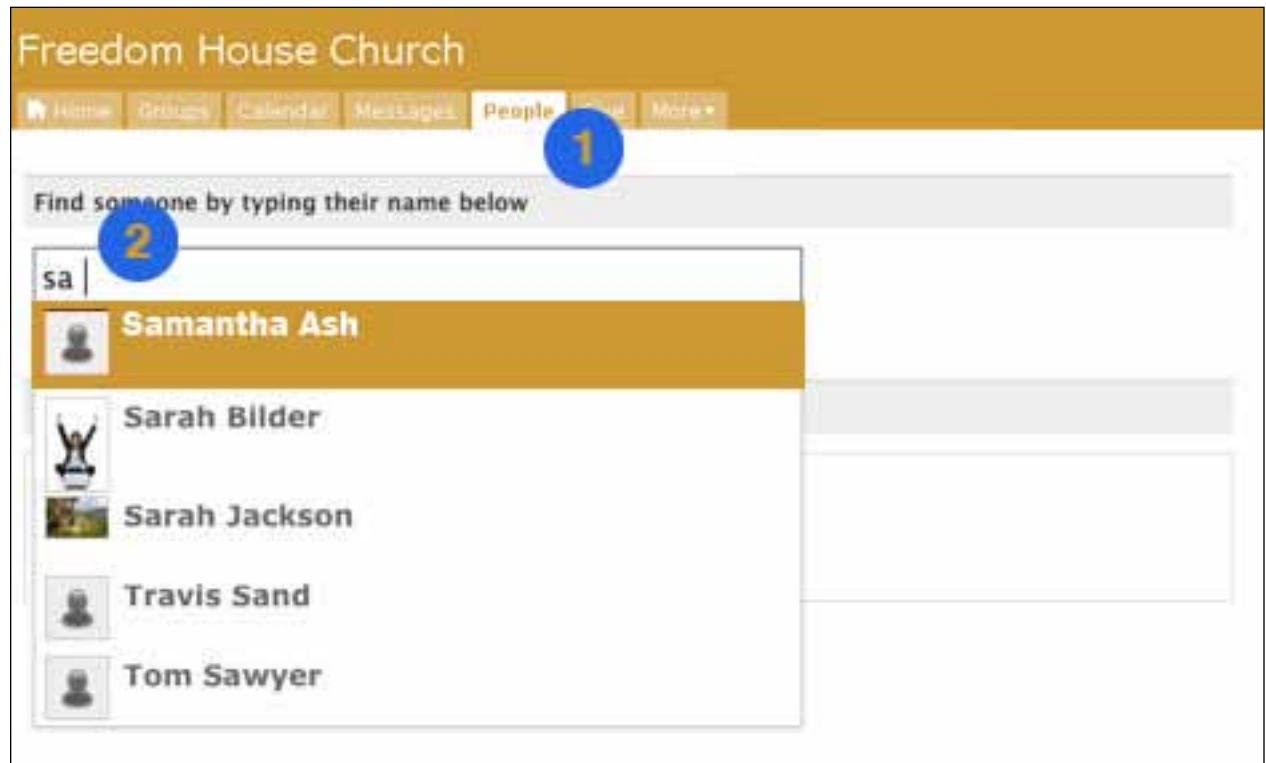 Freedom House Church
Home Groups Calendar Messages People More
1
Find someone by typing their name below
2
sa
Samantha Ash
Sarah Bilder
Sarah Jackson
Travis Sand
Tom Sawyer